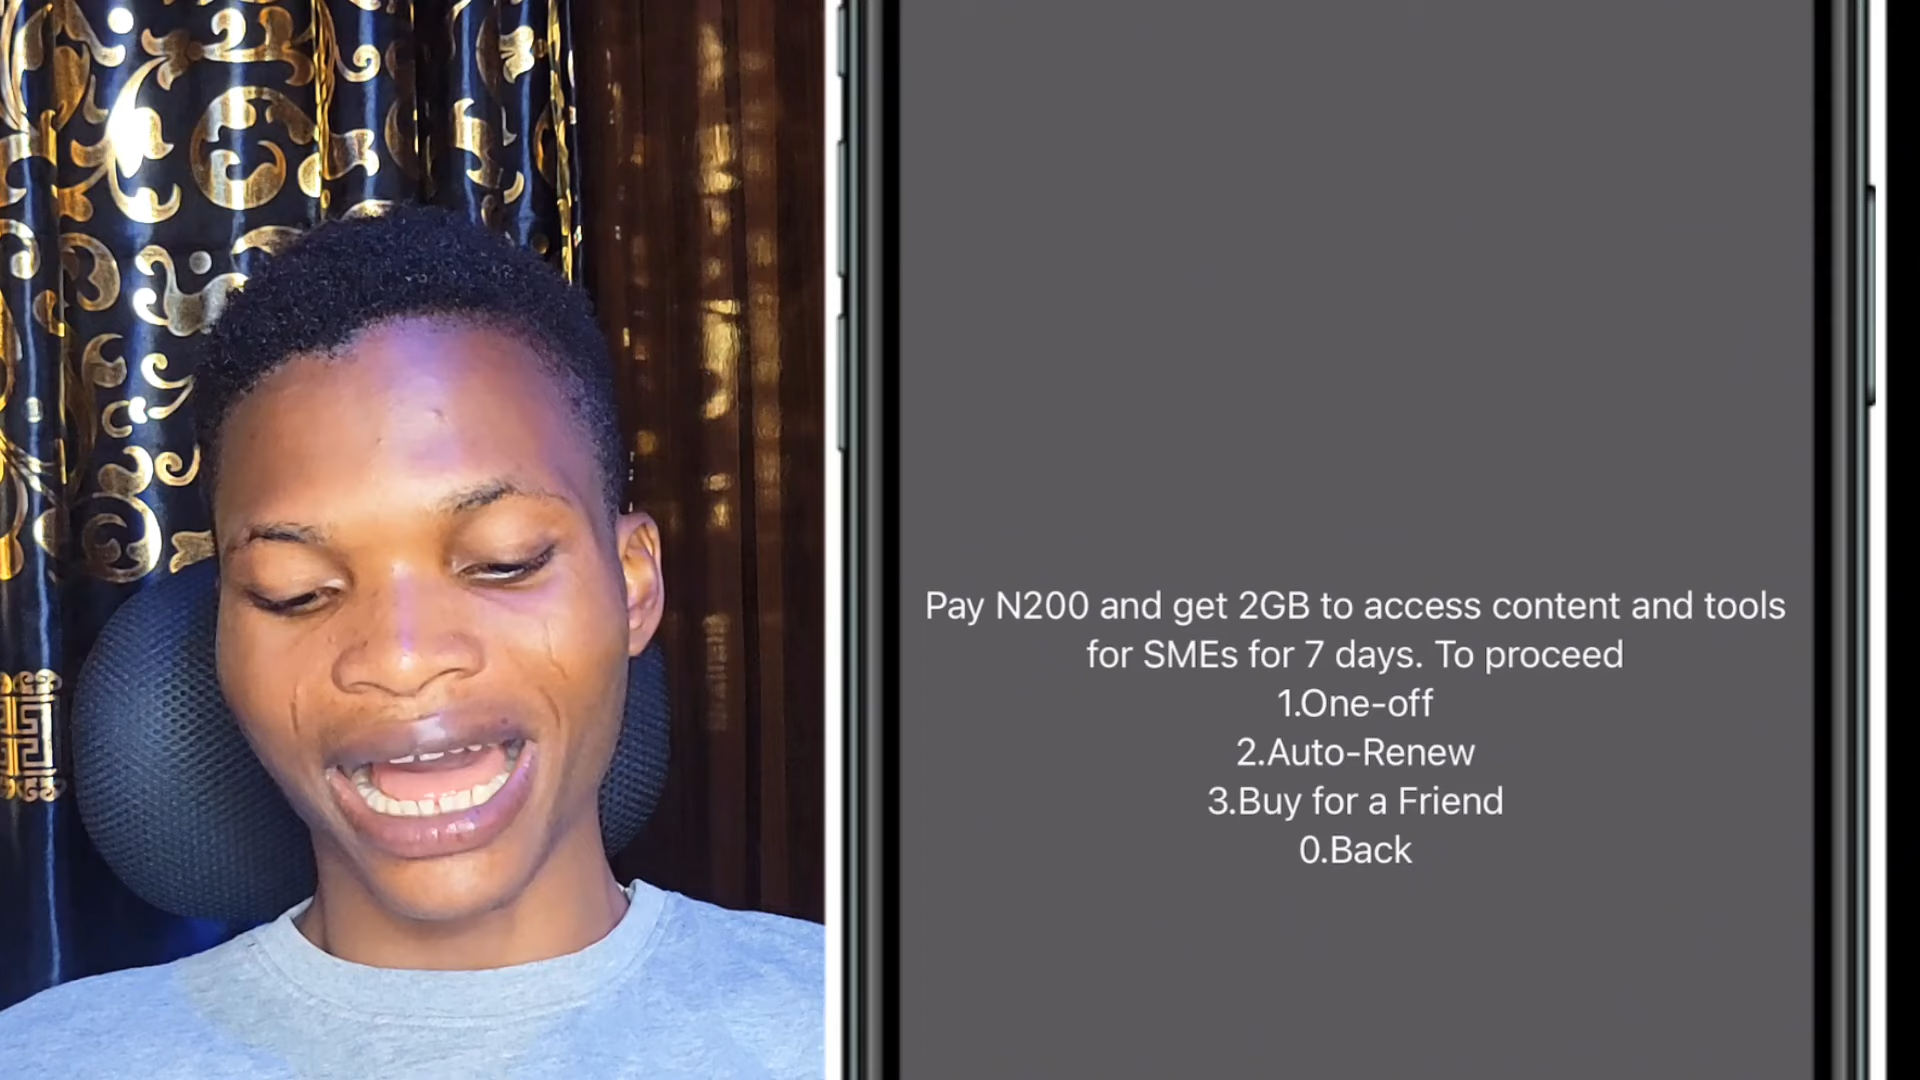 Pay N200 and get 2GB to access content and tools
for SMEs for 7 days. To proceed
1.One-off
2.Auto-Renew
3.Buy for a Friend
0.Back